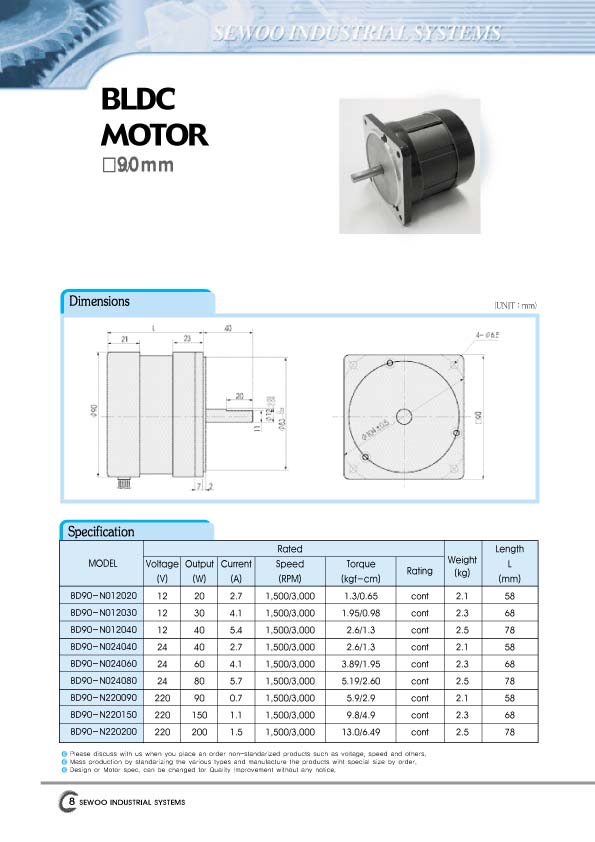 SEWOO INDUSTRIAL SYSTEMS
BLDC
MOTOR
□90mm
Dimensions
(UNIT : mm)
L
40
21
23
4-Ø6.5
20
Ø90
11
Ø12
Ø83
7
2
Ø104±0.5
□90
Specification
MODEL
Rated
Weight
(kg)
Length
L
(mm)
Voltage
(V)
Output
(W)
Current
(A)
Speed
(RPM)
Torque
(kgf-cm)
Rating
BD90-N012020 12 20 2.7 1,500/3,000 1.3/0.65 cont 2.1 58
BD90-N012030 12 30 4.1 1,500/3,000 1.95/0.98 cont 2.3 68
BD90-N012040 12 40 5.4 1,500/3,000 2.6/1.3 cont 2.5 78
BD90-N024040 24 40 2.7 1,500/3,000 2.6/1.3 cont 2.1 58
BD90-N024060 24 60 4.1 1,500/3,000 3.89/1.95 cont 2.3 68
BD90-N024080 24 80 5.7 1,500/3,000 5.19/2.60 cont 2.5 78
BD90-N220090 220 90 0.7 1,500/3,000 5.9/2.9 cont 2.1 58
BD90-N220150 220 150 1.1 1,500/3,000 9.8/4.9 cont 2.3 68
BD90-N220200 220 200 1.5 1,500/3,000 13.0/6.49 cont 2.5 78
Please discuss with us when you place an order non-standarized products such as voltage, speed and others.
Mass production by standarizing the various types and manufacture the products wiht special size by order.
Design or Motor spec, can be changed for Quality Improvement without any notice.
8 SEWOO INDUSTRIAL SYSTEMS